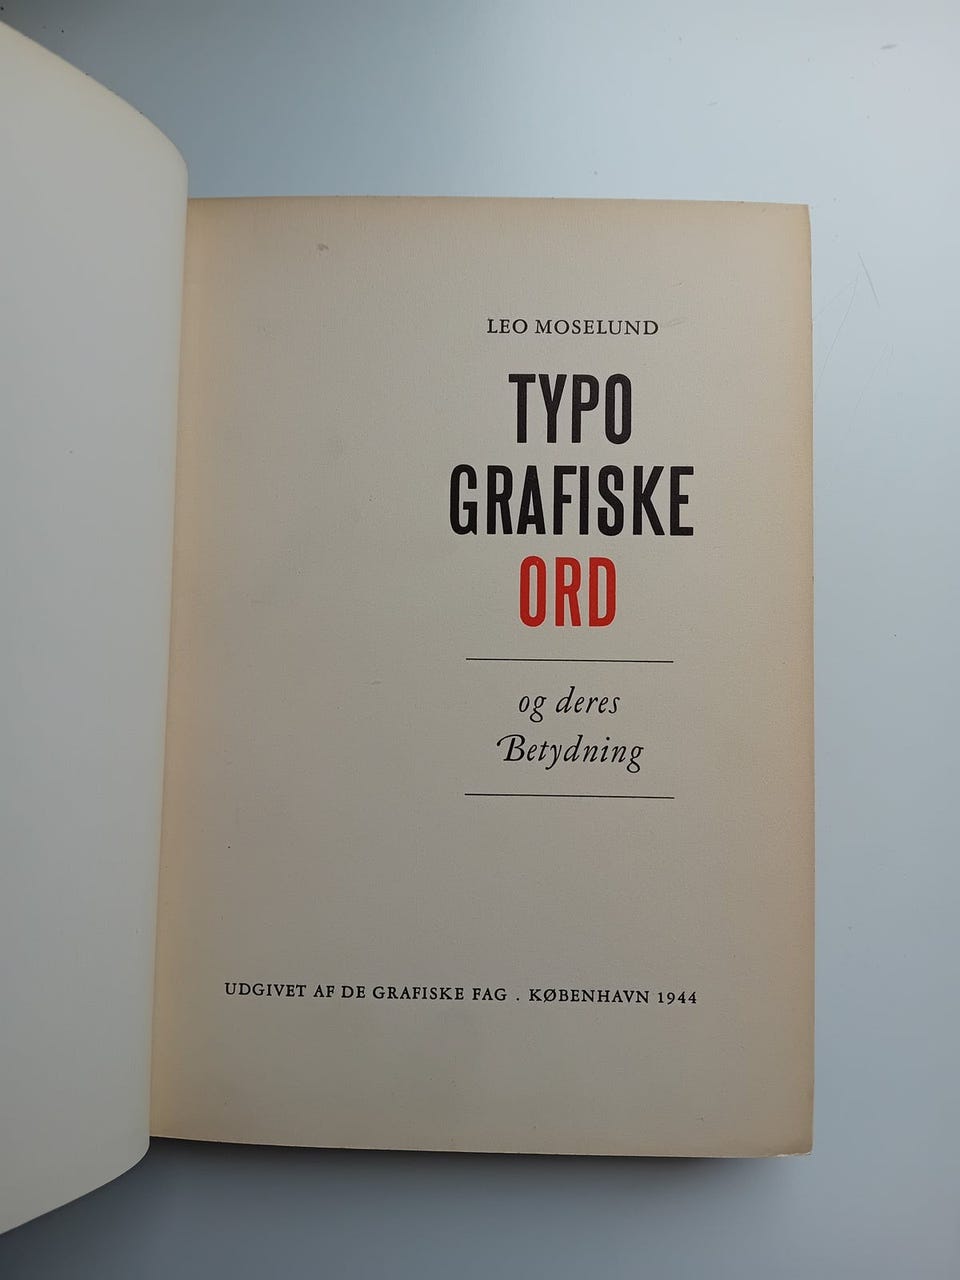 LEO MOSELUND
TYPO
GRAFISKE
ORD
og deres
Betydning
UDGIVET AF DE GRAFISKE FAG . KØBENHAVN 1944